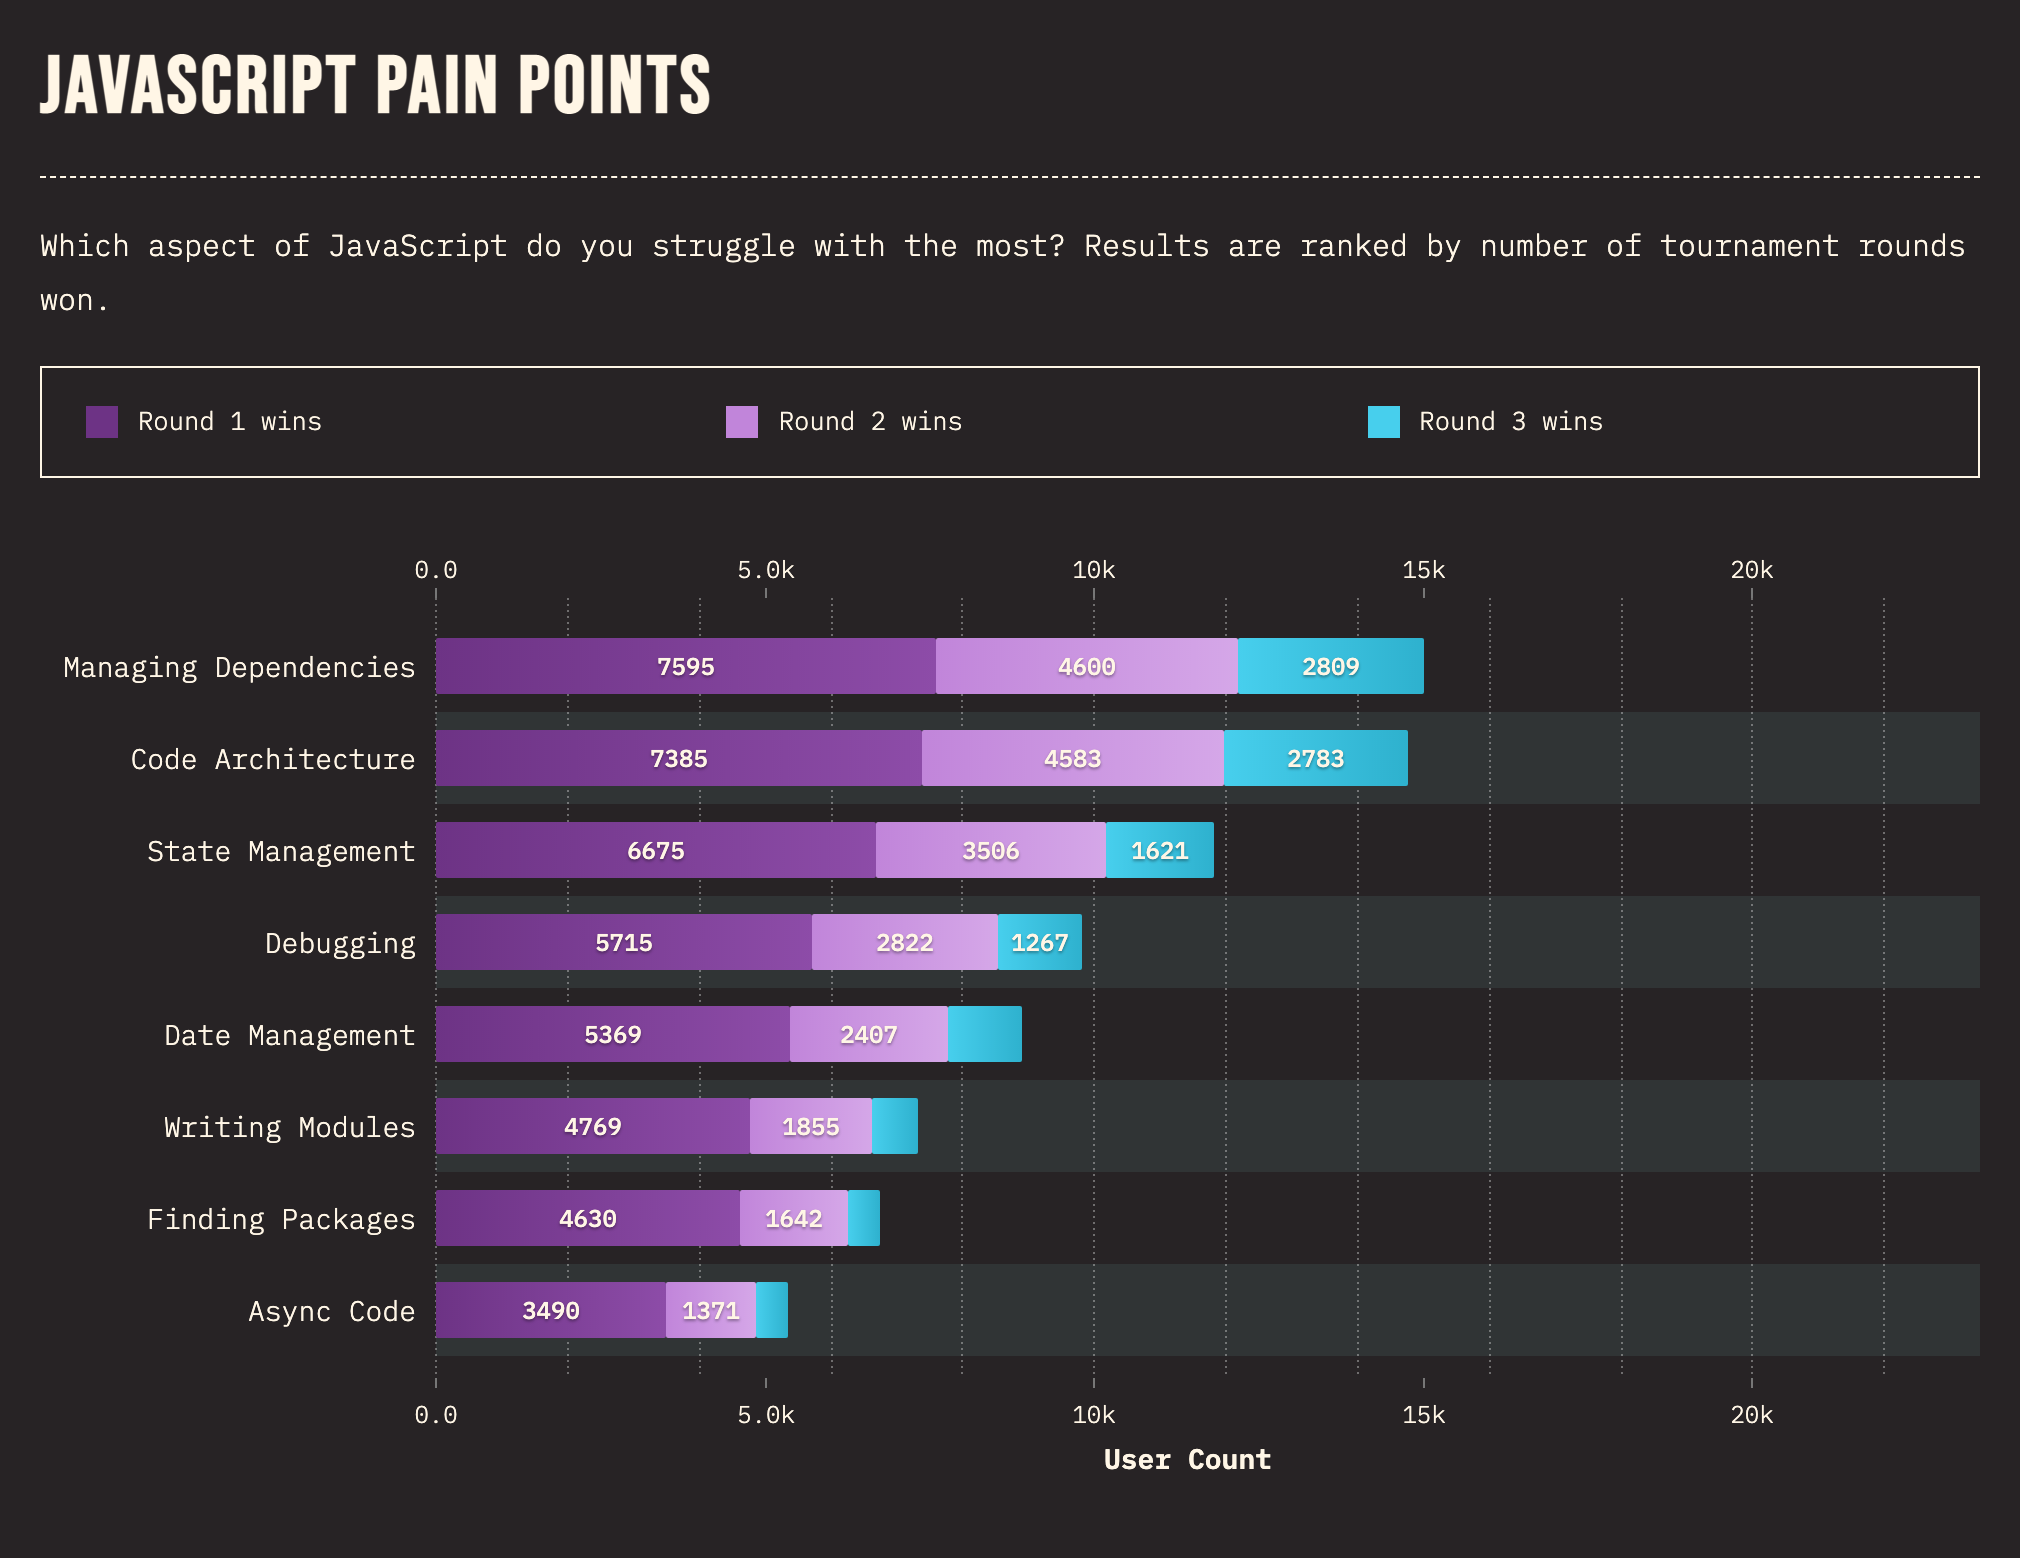 JAVASCRIPT PAIN POINTS
Which aspect of JavaScript do you struggle with the most? Results are ranked by number of tournament rounds
won.
Round 1 wins Round 2 wins Round 3 wins
0.0 5.0k 10k 15k 20k
Managing Dependencies 7595 4600 2809
Code Architecture 7385 4583 2783
State Management 6675 3506 1621
Debugging 5715 2822 1267
Date Management 5369 2407
Writing Modules 4769 1855
Finding Packages 4630 1642
Async Code 3490 1371
0.0 5.0k 10k 15k 20k
User Count